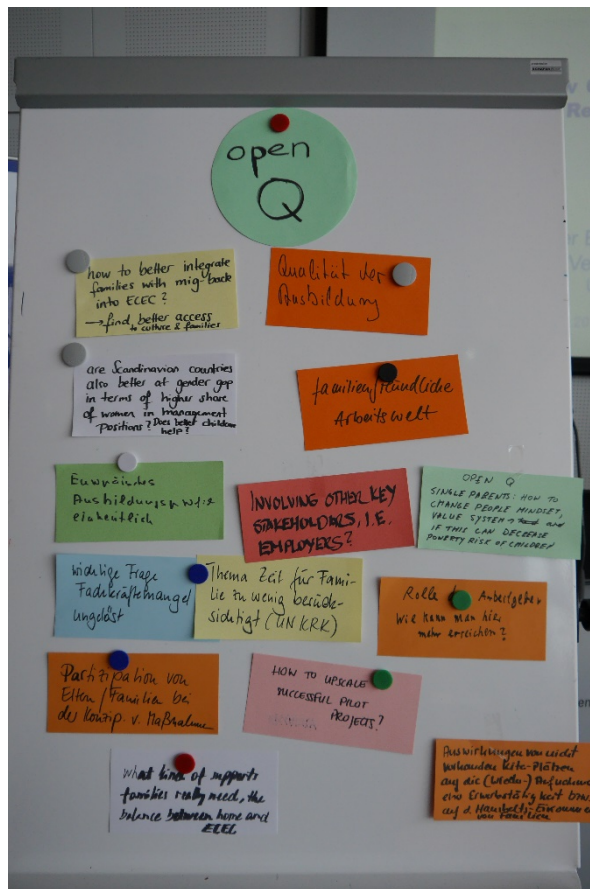 open
Q
how to better integrate
families with mig-back
into ECEC?
→ find better access
to culture & families
Qualität der
Ausbildung
are Scandinavian countries
also better at gender gap
in terms of higher share
of women in management
positions? Does better childcare
help?
familienfreundliche
Arbeitswelt
Ausbildungs
einheitlich
INVOLVING OTHER KEY
STAKEHOLDERS, I.E.
EMPLOYERS?
OPEN Q
SINGLE PARENTS: HOW TO
CHANGE PEOPLE MINDSET,
VALUE SYSTEM → and
IF THIS CAN DECREASE
POVERTY RISK OF CHILDREN
wichtige Frage
Fachkräftemangel
ungelöst
Thema Zeit für Fami-
lie zu wenig berück-
sichtigt (UN KRK)
Rolle Arbeitgeber
Wie kann man hier
mehr erreichen?
Partizipation von
Eltern/Familien bei
der Konzip. v. Maßnahme
HOW TO UPSCALE
SUCCESSFUL PILOT
PROJECTS?
what kind of supports
families really need, the
balance between home and
ECEC
Auswirkungen von nicht
vorhanden Kita-Plätzen
auf die (Wieder-) Aufnahme
eine Erwerbstätigkeit bzw.
auf d. Haushalts-Einkommen
von Familien